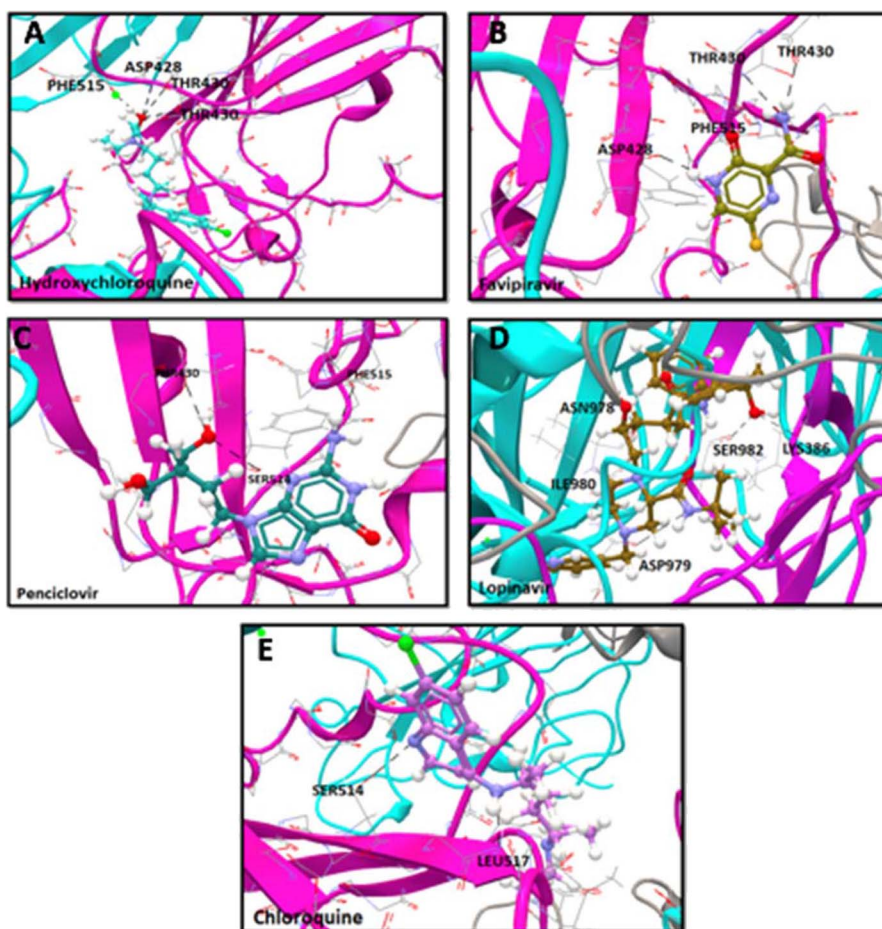 A
ASP428
PHE515
THR430
THR430
Hydroxychloroquine
B
THR430
THR430
PHE515
ASP428
Favipiravir
C
PHE515
SER514
Penciclovir
D
ASN978
SER982
LYS386
ILE980
ASP979
Lopinavir
E
SER514
LEU517
Chloroquine